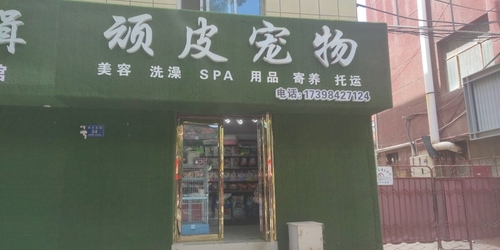 顽皮宠物
美容 洗澡 SPA 用品 寄养 托运
电话: 17398427124